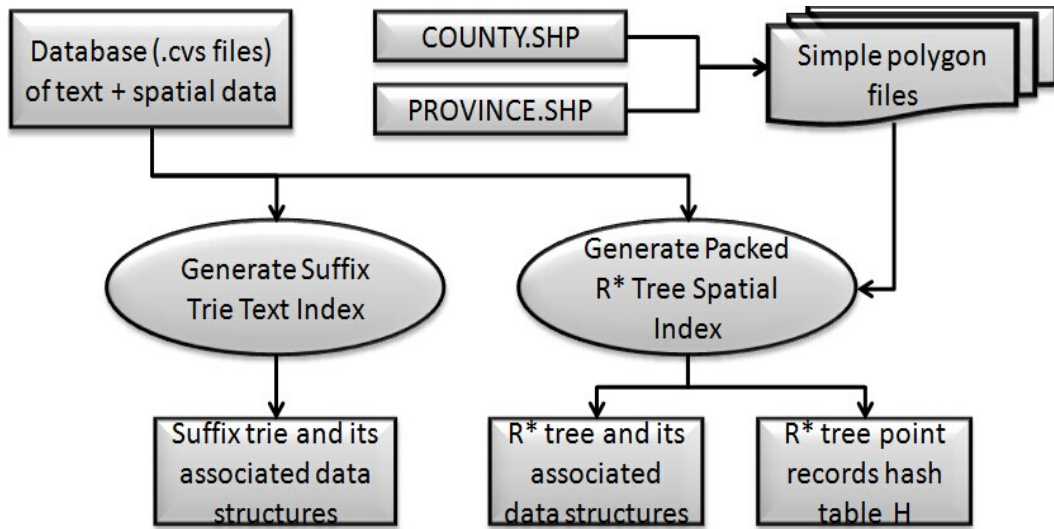 Database (.cvs files)
of text + spatial data
COUNTY.SHP
PROVINCE.SHP
Simple polygon
files
Generate Suffix
Trie Text Index
Generate Packed
R* Tree Spatial
Index
Suffix trie and its
associated data
structures
R* tree and its
associated
data structures
R* tree point
records hash
table H